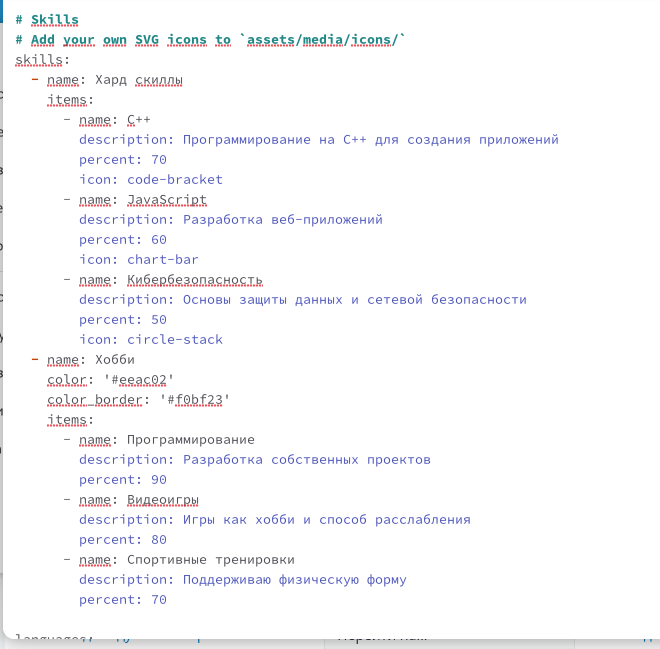 # Skills
# Add your own SVG icons to `assets/media/icons/`
skills:
  - name: Хард скиллы
    items:
      - name: C++
        description: Программирование на C++ для создания приложений
        percent: 70
        icon: code-bracket
      - name: JavaScript
        description: Разработка веб-приложений
        percent: 60
        icon: chart-bar
      - name: Кибербезопасность
        description: Основы защиты данных и сетевой безопасности
        percent: 50
        icon: circle-stack
  - name: Хобби
    color: '#eeac02'
    color_border: '#f0bf23'
    items:
      - name: Программирование
        description: Разработка собственных проектов
        percent: 90
      - name: Видеоигры
        description: Игры как хобби и способ расслабления
        percent: 80
      - name: Спортивные тренировки
        description: Поддерживаю физическую форму
        percent: 70
languages: